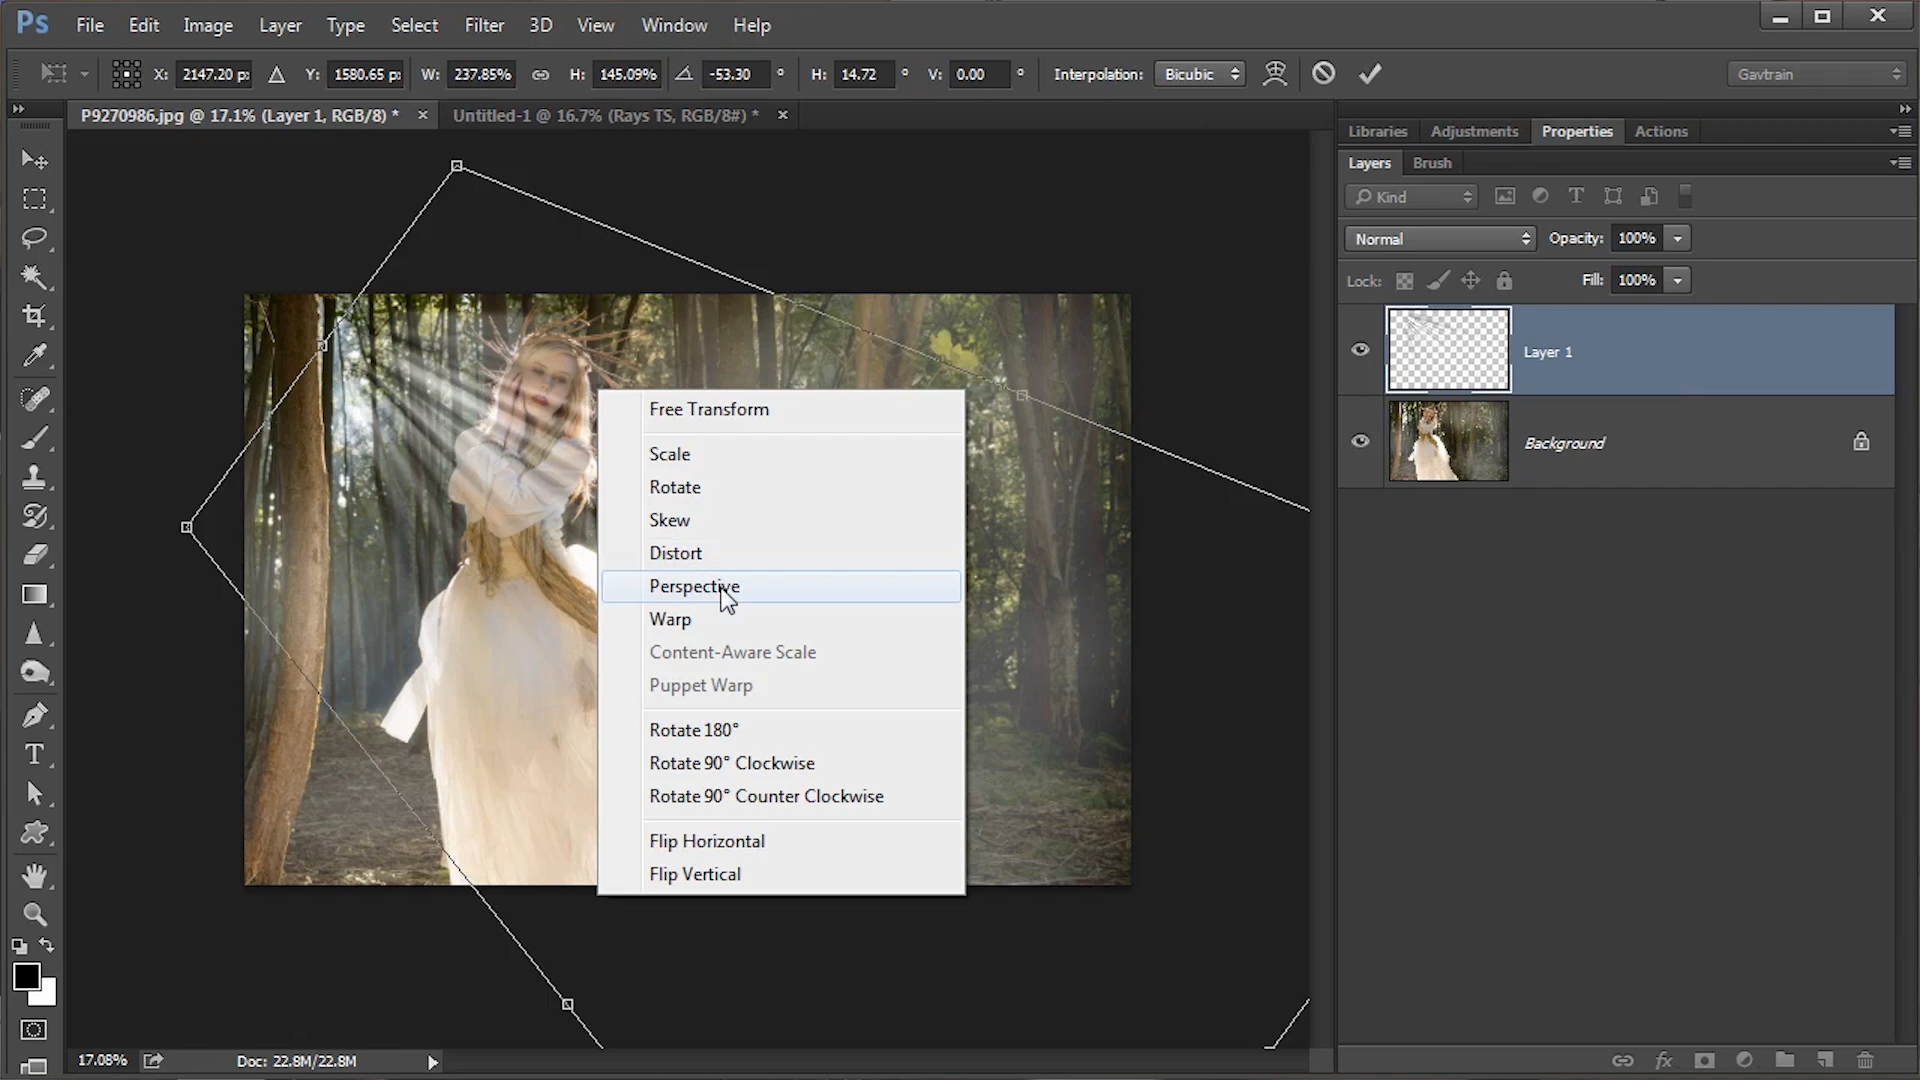 Ps File Edit Image Layer Type Select Filter 3D View Window Help
X: 2147.20 px Y: 1580.65 px W: 237.85% H: 145.09% -53.30 ° H: 14.72 ° V: 0.00 ° Interpolation: Bicubic Gavtrain
P9270986.jpg @ 17.1% (Layer 1, RGB/8) * Untitled-1 @ 16.7% (Rays TS, RGB/8#) *
Libraries Adjustments Properties Actions
Layers Brush
Kind
Normal Opacity: 100%
Lock: Fill: 100%
Layer 1
Background
Free Transform
Scale
Rotate
Skew
Distort
Perspective
Warp
Content-Aware Scale
Puppet Warp
Rotate 180°
Rotate 90° Clockwise
Rotate 90° Counter Clockwise
Flip Horizontal
Flip Vertical
17.08% Doc: 22.8M/22.8M